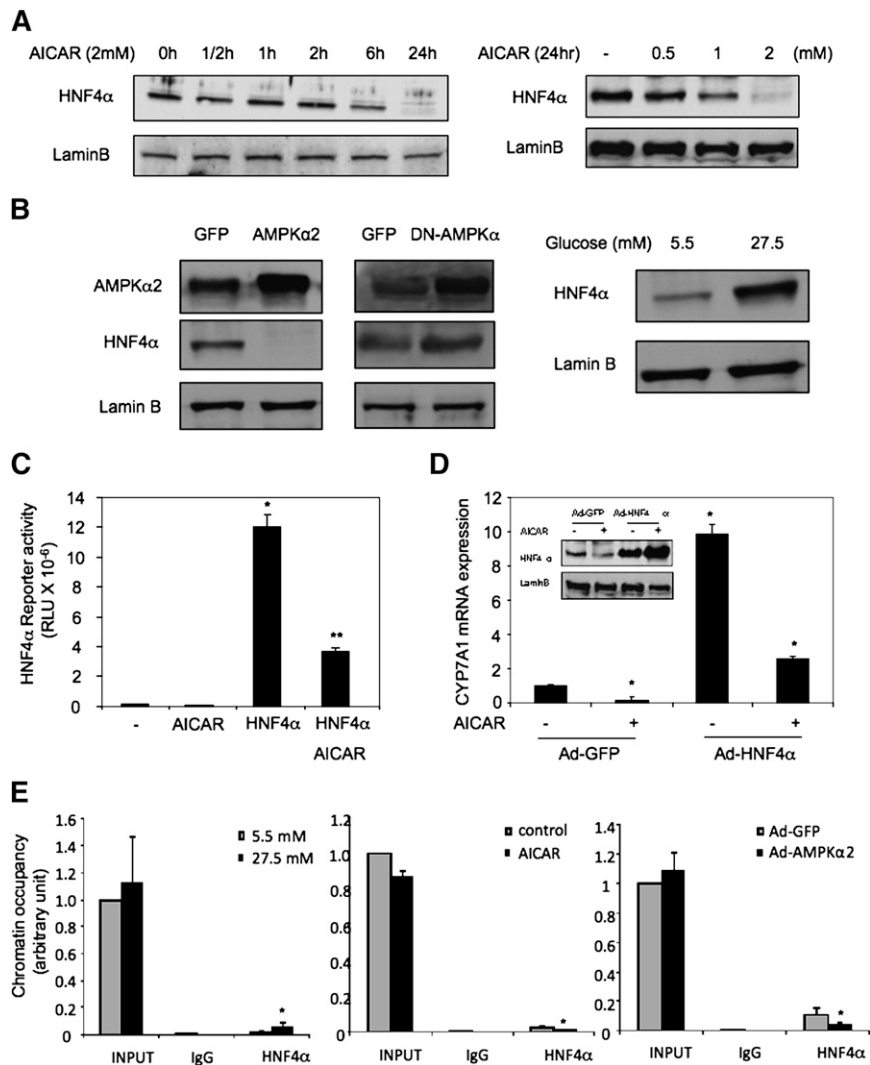 A
AICAR (2mM) 0h 1/2h 1h 2h 6h 24h
HNF4α
LaminB
AICAR (24hr) - 0.5 1 2 (mM)
HNF4α
LaminB
B
GFP AMPKα2 GFP DN-AMPKα
AMPKα2
HNF4α
Lamin B
Glucose (mM) 5.5 27.5
HNF4α
Lamin B
C
HNF4α Reporter activity
(RLU X 10-6)
14
12
10
8
6
4
2
0
*
**
- AICAR HNF4α HNF4α
AICAR
D
CYP7A1 mRNA expression
12
10
8
6
4
2
0
Ad-GFP Ad-HNF4 α
AICAR - + - +
HNF4 α
LaminB
*
*
*
AICAR - + - +
Ad-GFP Ad-HNF4α
E
Chromatin occupancy
(arbitrary unit)
1.6
1.4
1.2
1
0.8
0.6
0.4
0.2
0
5.5 mM
27.5 mM
*
INPUT IgG HNF4α
1.2
1.0
0.8
0.6
0.4
0.2
0
control
AICAR
*
INPUT IgG HNF4α
1.4
1.2
1
0.8
0.6
0.4
0.2
0
Ad-GFP
Ad-AMPKα2
*
INPUT IgG HNF4α